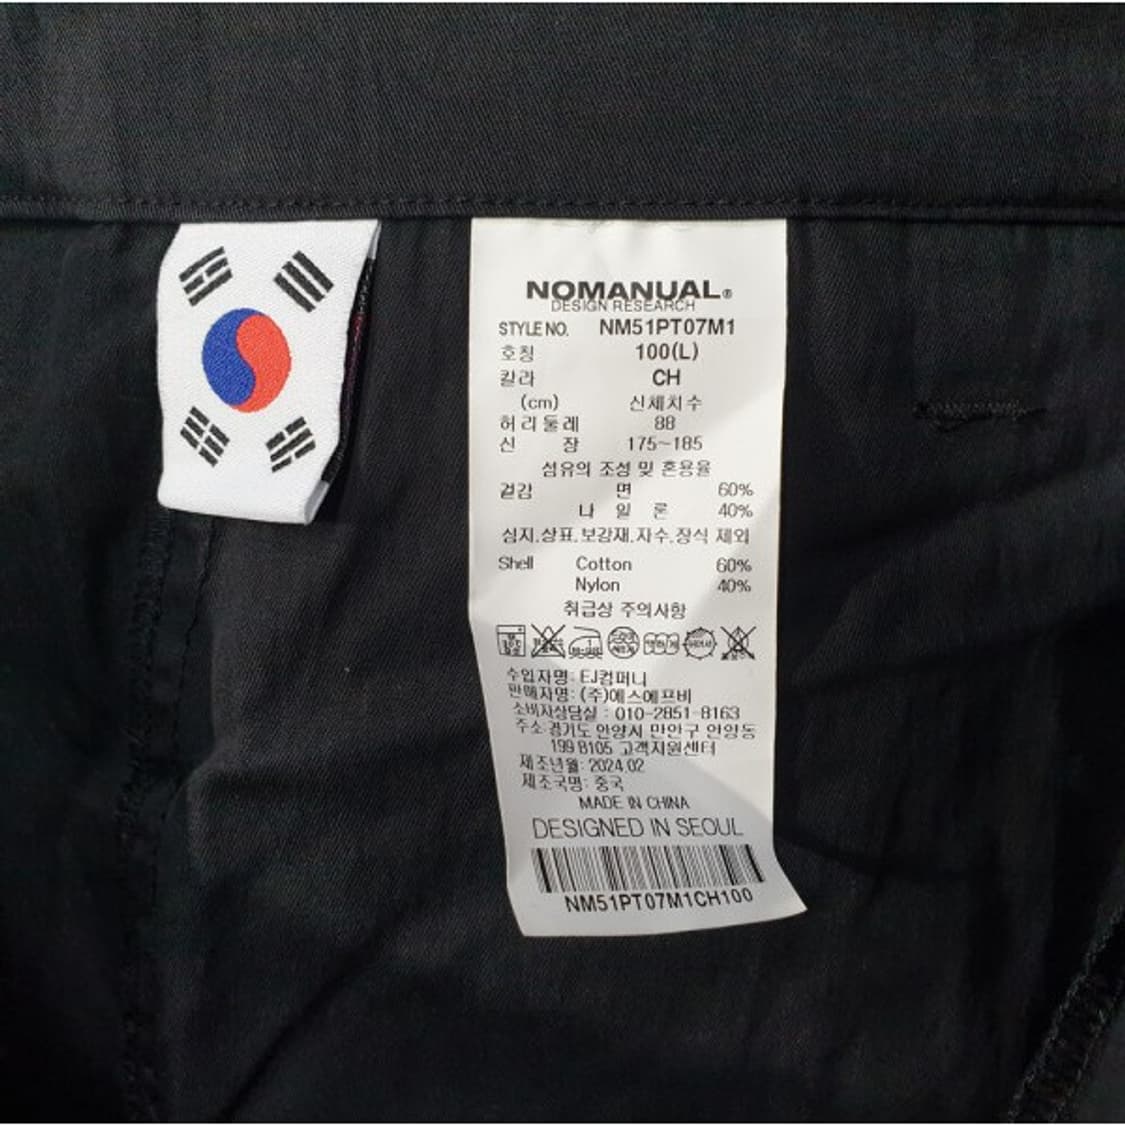 NOMANUAL®
DESIGN RESEARCH
STYLE NO. NM51PT07M1
호칭 100(L)
칼라 CH
(cm) 신체치수
허리둘레 88
신 장 175~185
섬유의 조성 및 혼용율
겉감 면 60%
나 일 론 40%
심지.상표.보강재.자수.장식 제외
Shell Cotton 60%
Nylon 40%
취급상 주의사항
수입자명: EJ컴퍼니
판매자명: (주)에스에프비
소비자상담실 : 010-2851-8163
주소:경기도 안양시 만안구 안양동
199 B105 고객지원센터
제조년월: 2024.02
제조국명: 중국
MADE IN CHINA
DESIGNED IN SEOUL
NM51PT07M1CH100